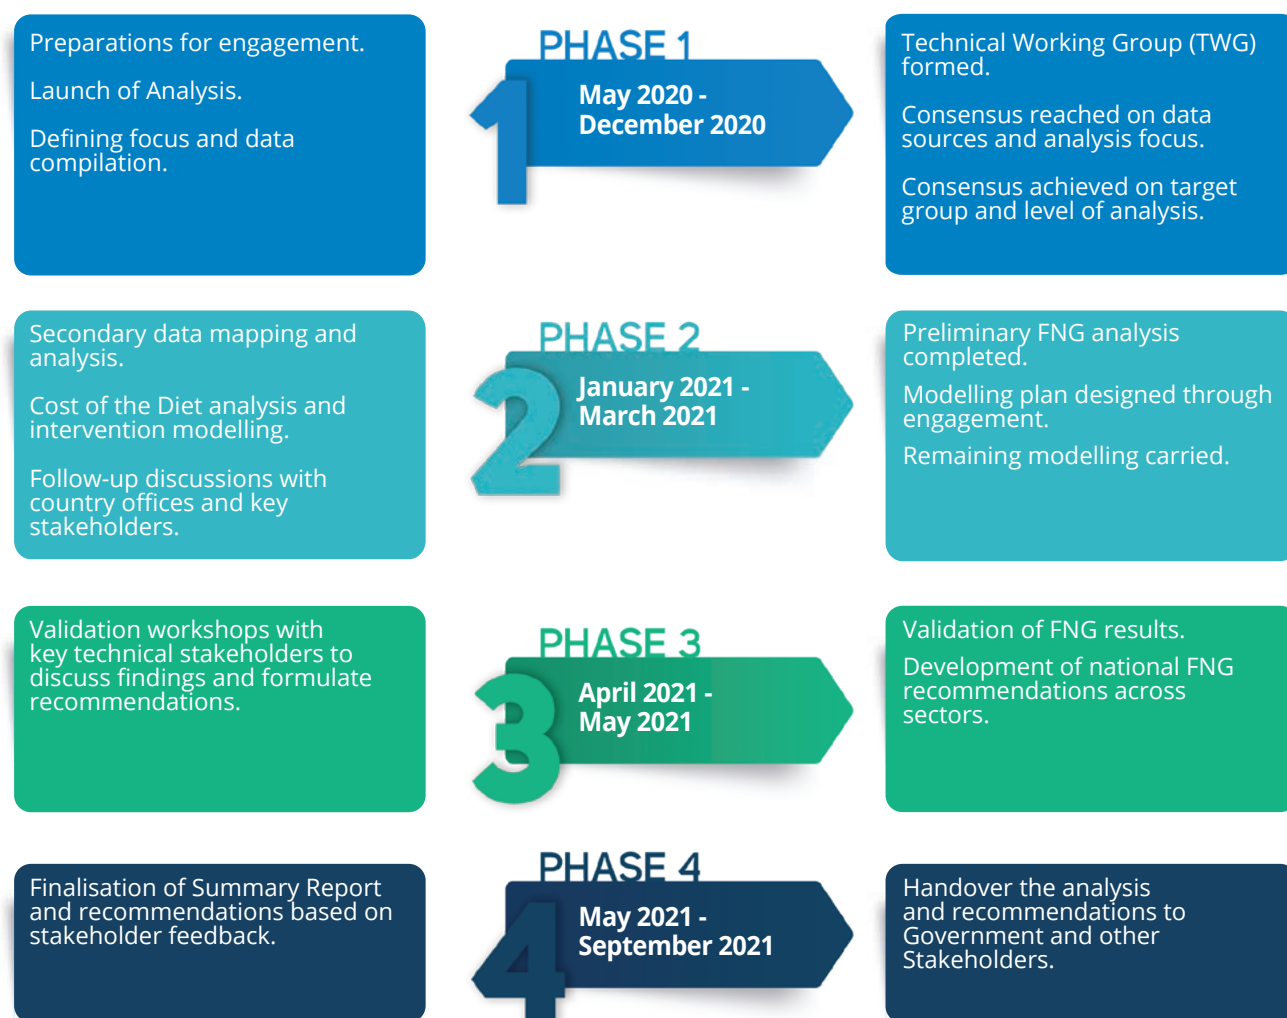 Preparations for engagement.
Launch of Analysis.
Defining focus and data
compilation.
PHASE 1
1
May 2020 -
December 2020
Technical Working Group (TWG)
formed.
Consensus reached on data
sources and analysis focus.
Consensus achieved on target
group and level of analysis.
Secondary data mapping and
analysis.
Cost of the Diet analysis and
intervention modelling.
Follow-up discussions with
country offices and key
stakeholders.
PHASE 2
2
January 2021 -
March 2021
Preliminary FNG analysis
completed.
Modelling plan designed through
engagement.
Remaining modelling carried.
Validation workshops with
key technical stakeholders to
discuss findings and formulate
recommendations.
PHASE 3
3
April 2021 -
May 2021
Validation of FNG results.
Development of national FNG
recommendations across
sectors.
Finalisation of Summary Report
and recommendations based on
stakeholder feedback.
PHASE 4
4
May 2021 -
September 2021
Handover the analysis
and recommendations to
Government and other
Stakeholders.